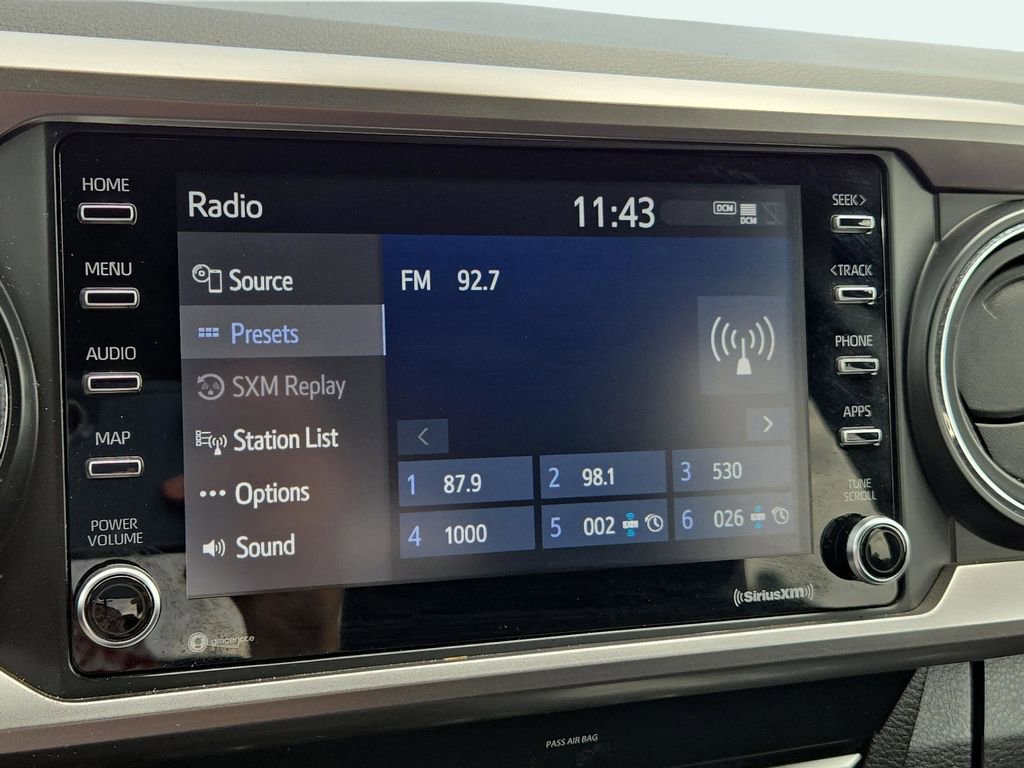 HOME
MENU
AUDIO
MAP
POWER
VOLUME
Radio
11:43
DCM
DCM
Source
Presets
SXM Replay
Station List
Options
Sound
FM 92.7
<
>
1 87.9
2 98.1
3 530
4 1000
5 002 SXM
6 026 SXM
SEEK>
<TRACK
PHONE
APPS
TUNE
SCROLL
gracenote
((SiriusXM))
PASS AIR BAG